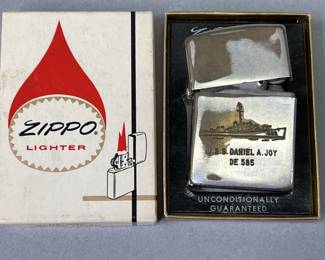 ZIPPO
LIGHTER
U.S.S. DANIEL A. JOY
DE 585
UNCONDITIONALLY
GUARANTEED